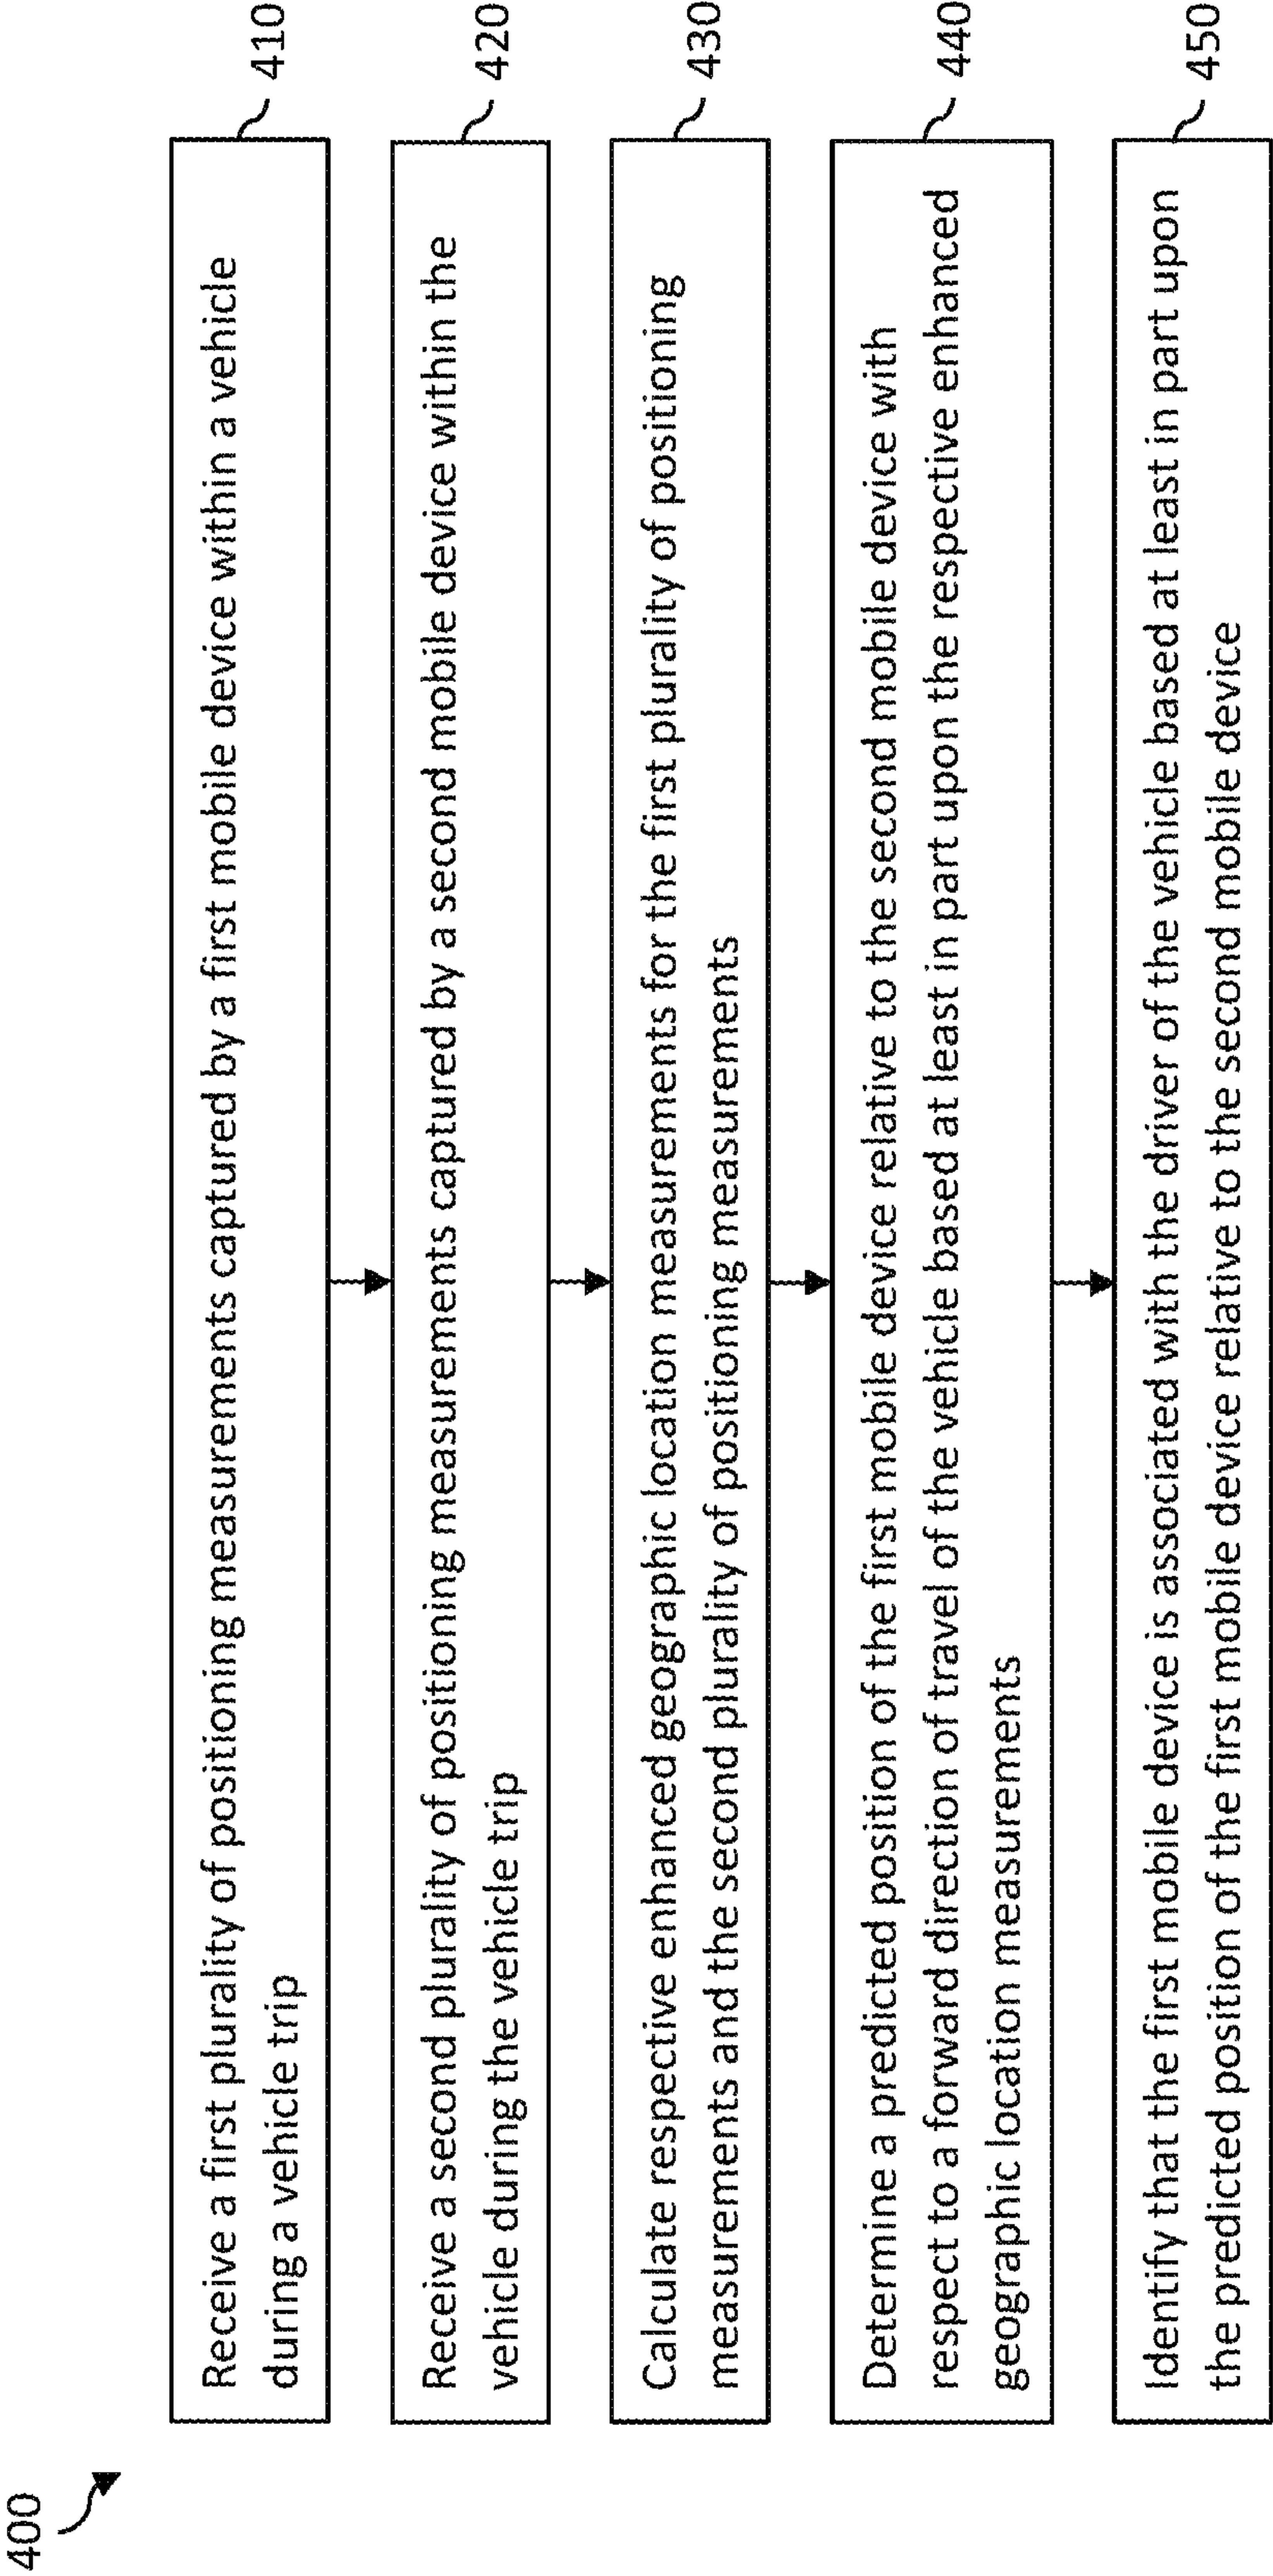 400
Receive a first plurality of positioning measurements captured by a first mobile device within a vehicle
during a vehicle trip
410
Receive a second plurality of positioning measurements captured by a second mobile device within the
vehicle during the vehicle trip
420
Calculate respective enhanced geographic location measurements for the first plurality of positioning
measurements and the second plurality of positioning measurements
430
Determine a predicted position of the first mobile device relative to the second mobile device with
respect to a forward direction of travel of the vehicle based at least in part upon the respective enhanced
geographic location measurements
440
Identify that the first mobile device is associated with the driver of the vehicle based at least in part upon
the predicted position of the first mobile device relative to the second mobile device
450